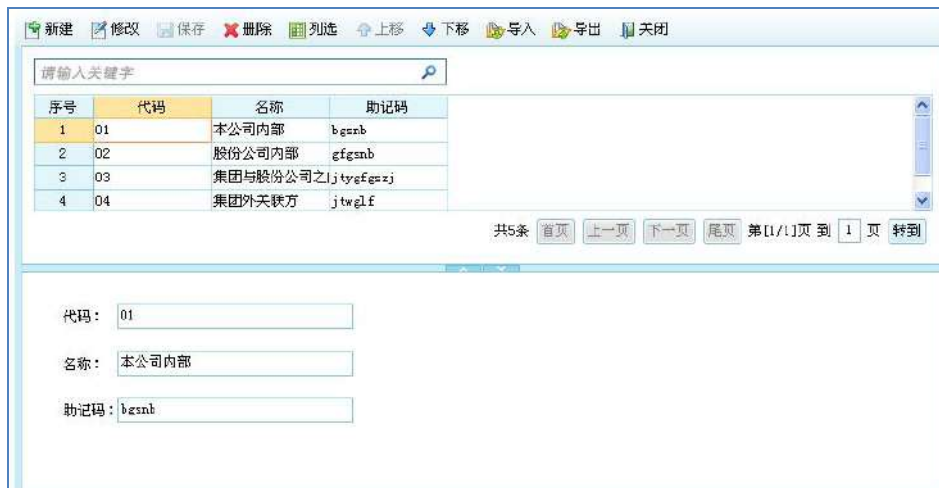 新建 修改 保存 删除 列选 上移 下移 导入 导出 关闭
请输入关键字
序号 代码 名称 助记码
1 01 本公司内部 bgsnb
2 02 股份公司内部 gfgsnb
3 03 集团与股份公司之 jtygfgszj
4 04 集团外关联方 jtwglf
共5条 首页 上一页 下一页 尾页 第[1/1]页 到 1 页 转到
代码： 01
名称： 本公司内部
助记码： bgsnb